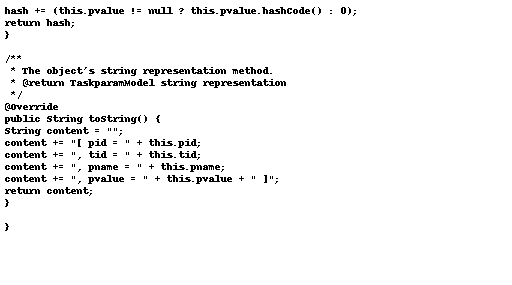 hash += (this.pvalue != null ? this.pvalue.hashCode() : 0);
return hash;
}
/**
* The object's string representation method.
* @return TaskparamModel string representation
*/
@Override
public String toString() {
String content = "";
content += "[ pid = " + this.pid;
content += ", tid = " + this.tid;
content += ", pname = " + this.pname;
content += ", pvalue = " + this.pvalue + " ]";
return content;
}
}